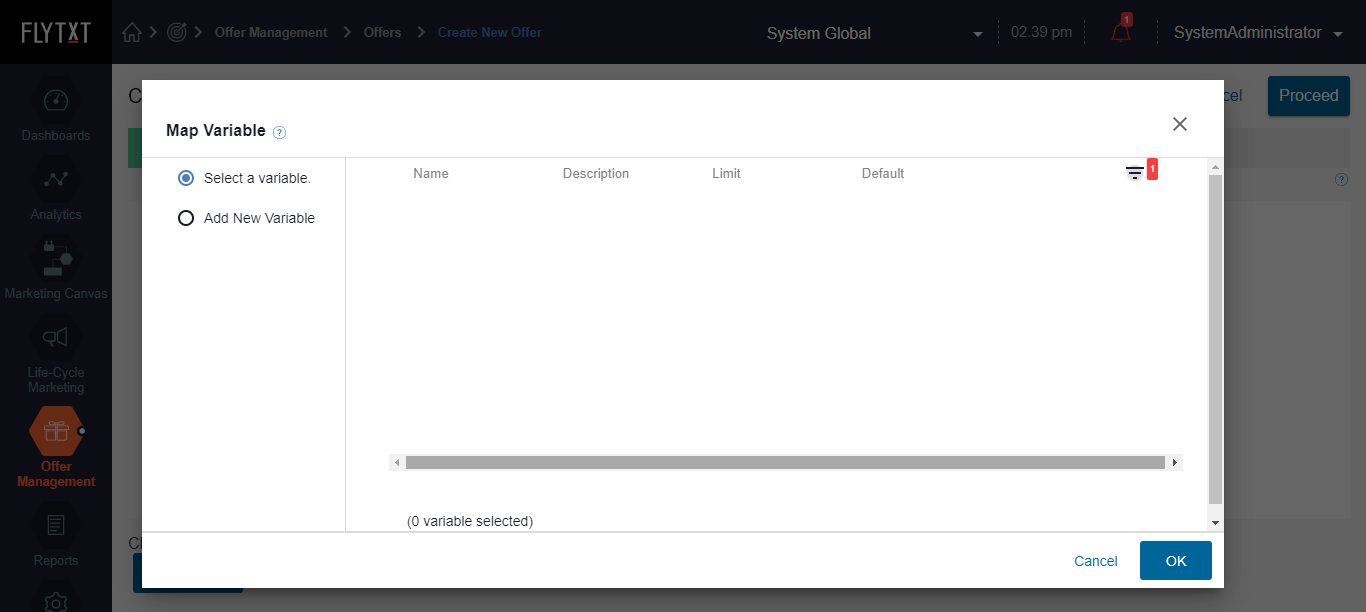 FLYTXT
Offer Management
Offers
Create New Offer
System Global
02.39 pm
1
SystemAdministrator
Dashboards
Analytics
Marketing Canvas
Life-Cycle
Marketing
Offer
Management
Reports
Proceed
Map Variable ?
Select a variable.
Add New Variable
Name Description Limit Default 1
?
(0 variable selected)
Cancel OK